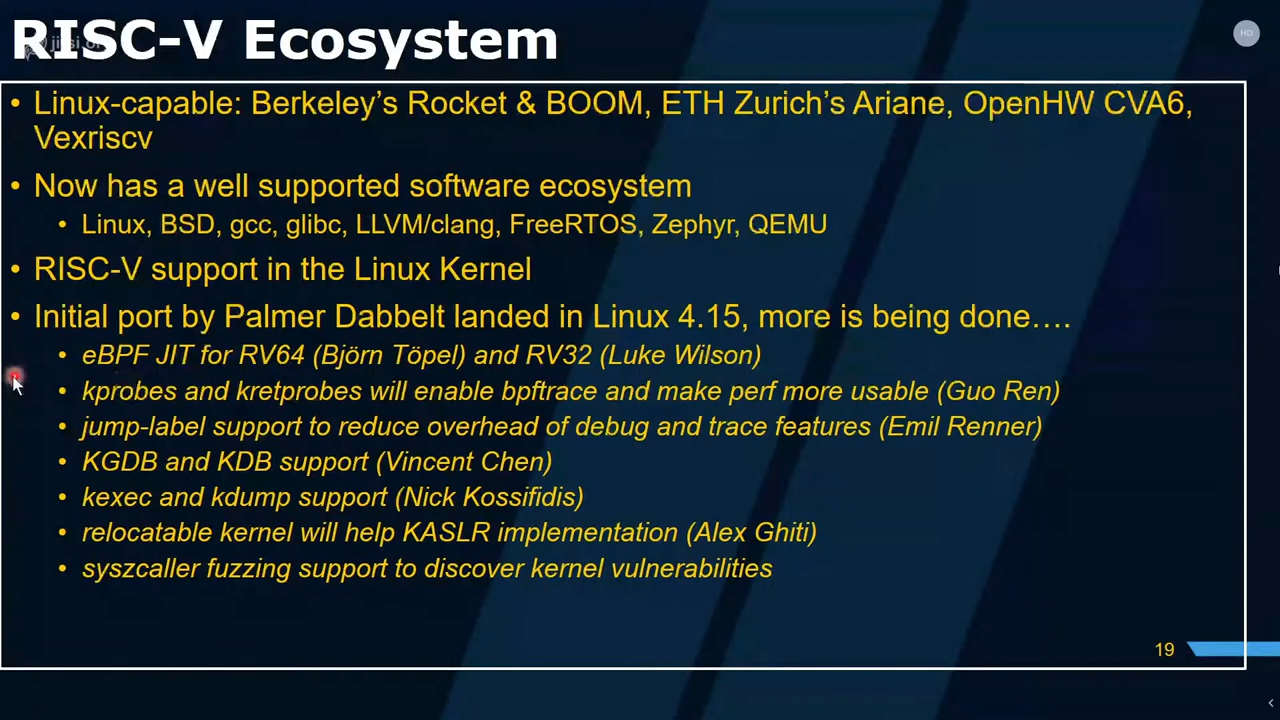 RISC-V Ecosystem
HD
• Linux-capable: Berkeley’s Rocket & BOOM, ETH Zurich’s Ariane, OpenHW CVA6,
Vexriscv
• Now has a well supported software ecosystem
• Linux, BSD, gcc, glibc, LLVM/clang, FreeRTOS, Zephyr, QEMU
• RISC-V support in the Linux Kernel
• Initial port by Palmer Dabbelt landed in Linux 4.15, more is being done….
• eBPF JIT for RV64 (Björn Töpel) and RV32 (Luke Wilson)
• kprobes and kretprobes will enable bpftrace and make perf more usable (Guo Ren)
• jump-label support to reduce overhead of debug and trace features (Emil Renner)
• KGDB and KDB support (Vincent Chen)
• kexec and kdump support (Nick Kossifidis)
• relocatable kernel will help KASLR implementation (Alex Ghiti)
• syszcaller fuzzing support to discover kernel vulnerabilities
19